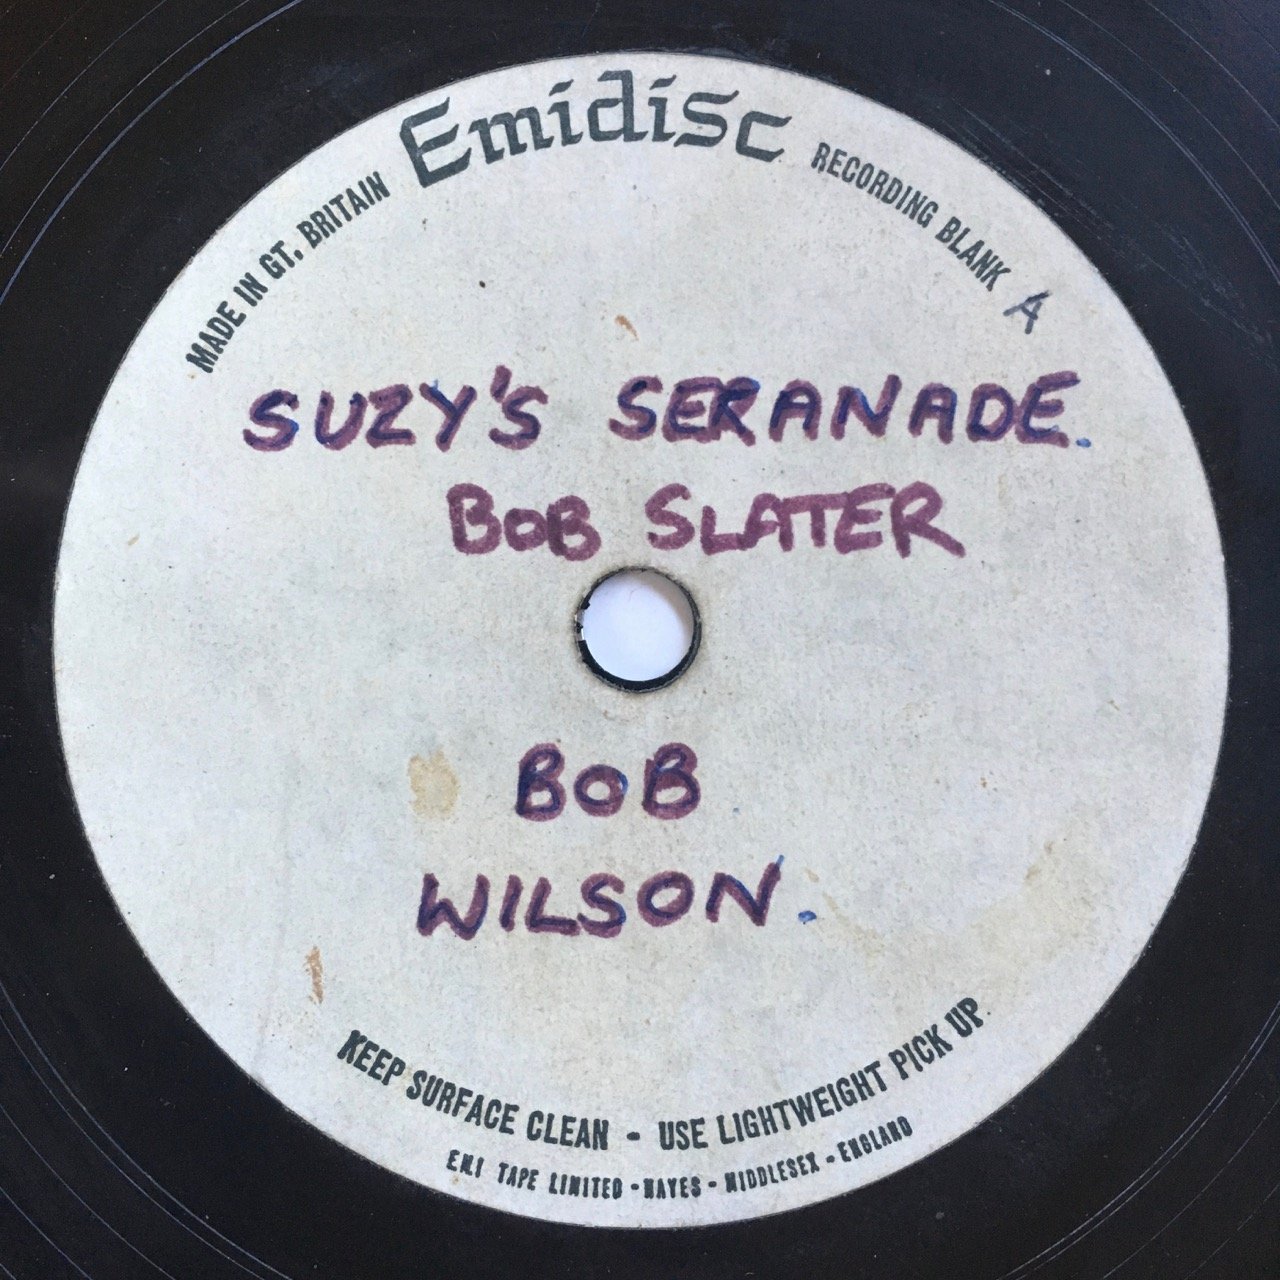 Emidisc
MADE IN GT. BRITAIN
RECORDING BLANK
A
SUZY'S SERANADE.
BOB SLATER
BOB
WILSON.
KEEP SURFACE CLEAN - USE LIGHTWEIGHT PICK UP
E.M.I TAPE LIMITED - HAYES - MIDDLESEX - ENGLAND